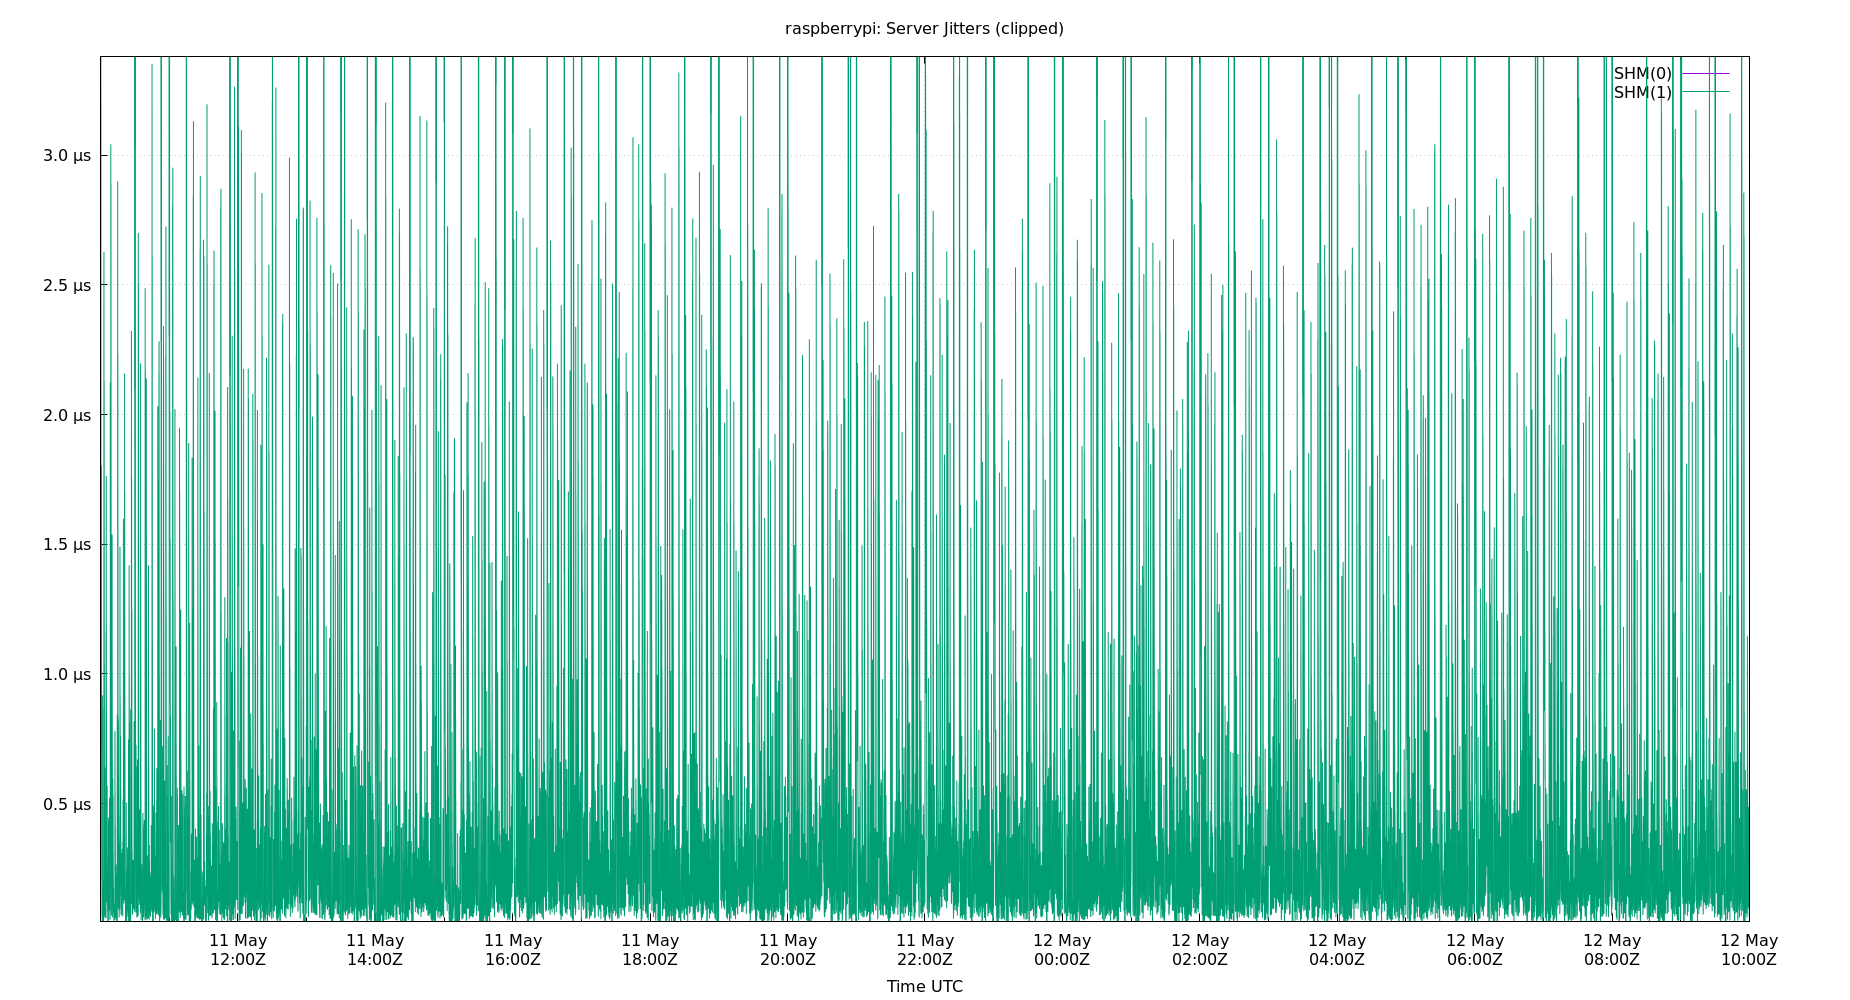 raspberrypi: Server Jitters (clipped)
SHM(0)
SHM(1)
3.0 µs
2.5 µs
2.0 µs
1.5 µs
1.0 µs
0.5 µs
11 May 11 May 11 May 11 May 11 May 11 May 12 May 12 May 12 May 12 May 12 May 12 May
12:00Z 14:00Z 16:00Z 18:00Z 20:00Z 22:00Z 00:00Z 02:00Z 04:00Z 06:00Z 08:00Z 10:00Z
Time UTC